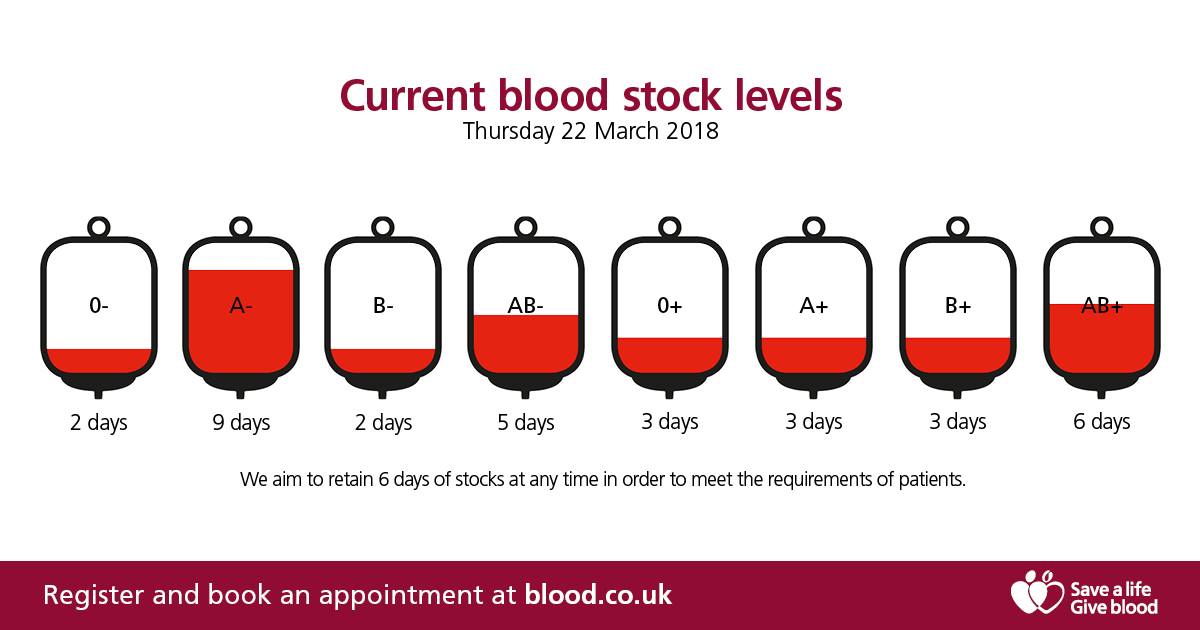 Current blood stock levels
Thursday 22 March 2018
0-
A-
B-
AB-
0+
A+
B+
AB+
2 days
9 days
2 days
5 days
3 days
3 days
3 days
6 days
We aim to retain 6 days of stocks at any time in order to meet the requirements of patients.
Register and book an appointment at blood.co.uk
Save a life
Give blood